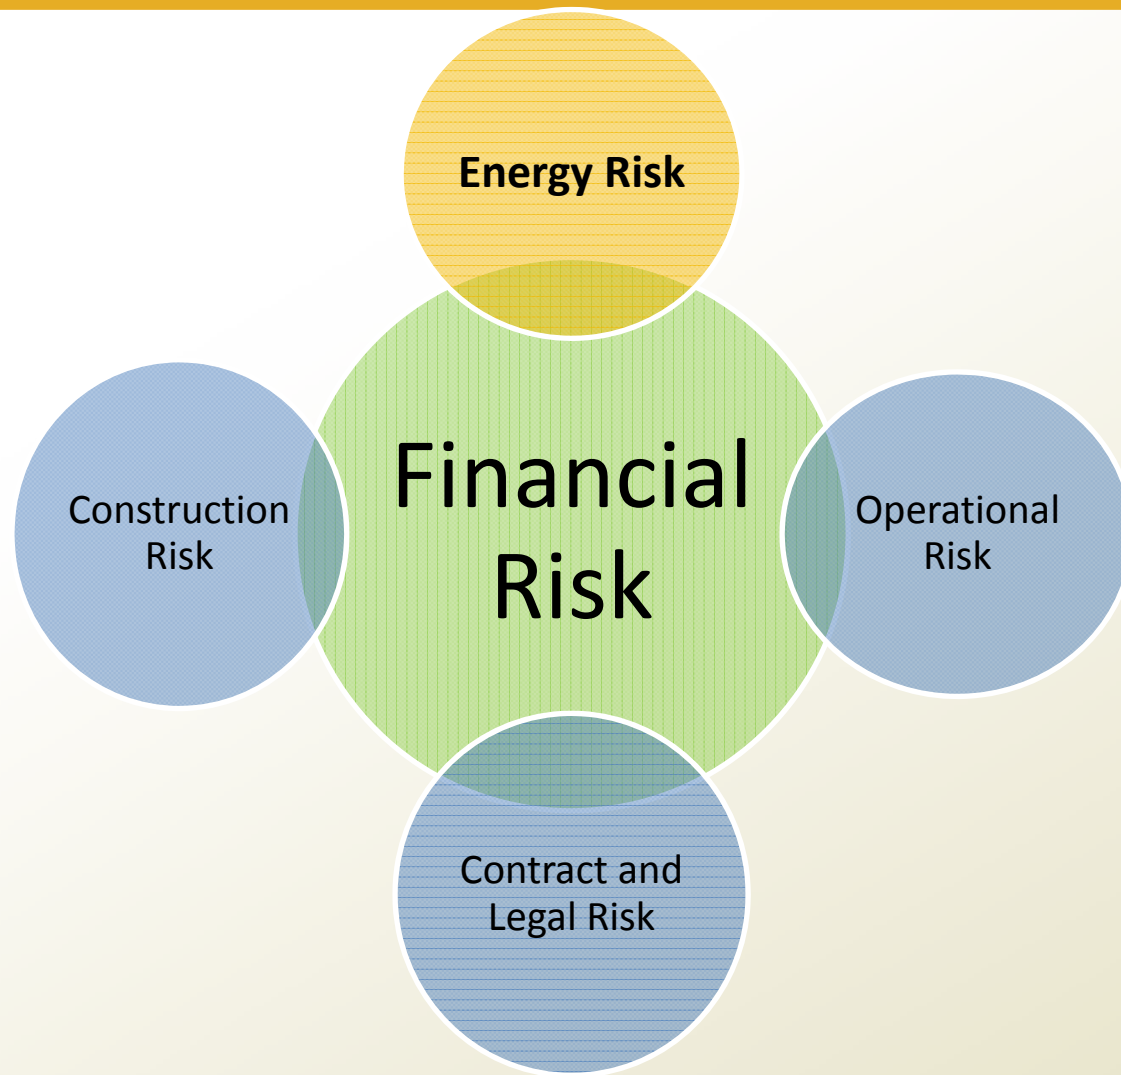 Energy Risk
Financial
Risk
Construction
Risk
Operational
Risk
Contract and
Legal Risk